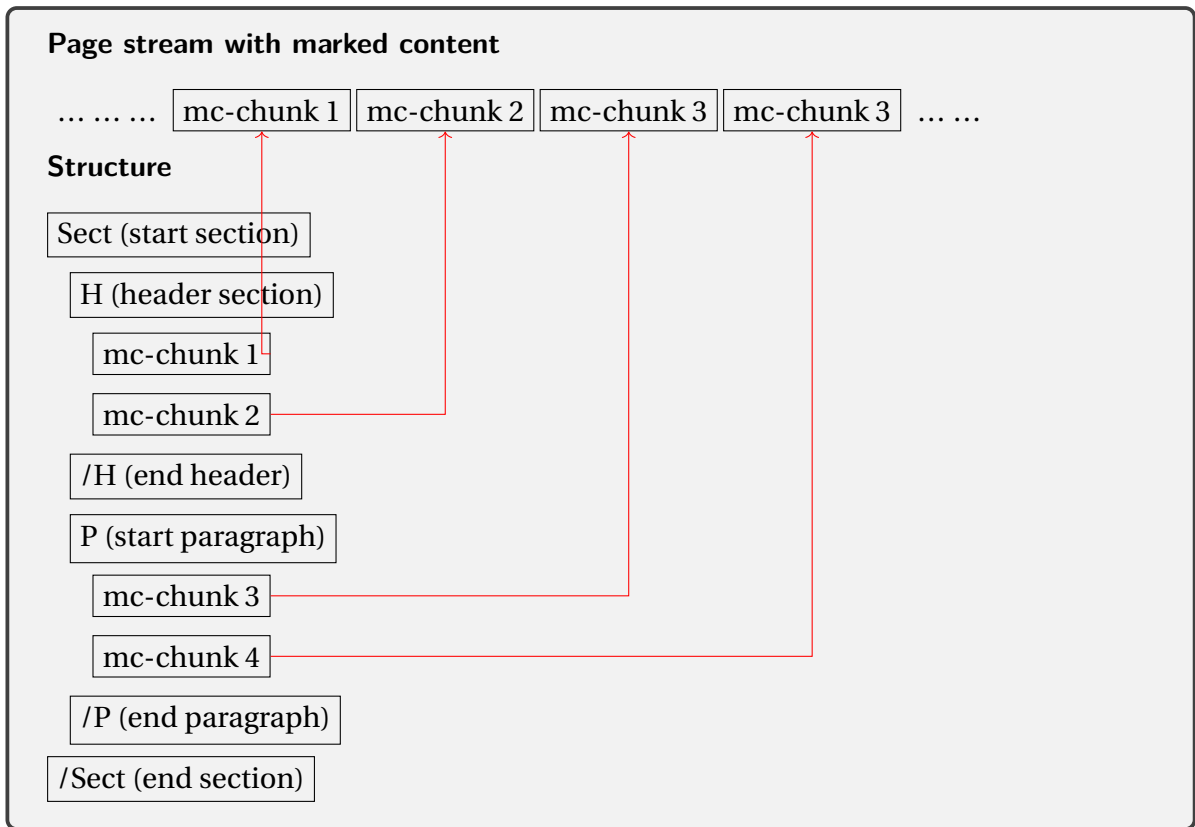 Page stream with marked content
... ... ... mc-chunk 1 mc-chunk 2 mc-chunk 3 mc-chunk 3 ... ...
Structure
Sect (start section)
H (header section)
mc-chunk 1
mc-chunk 2
/H (end header)
P (start paragraph)
mc-chunk 3
mc-chunk 4
/P (end paragraph)
/Sect (end section)